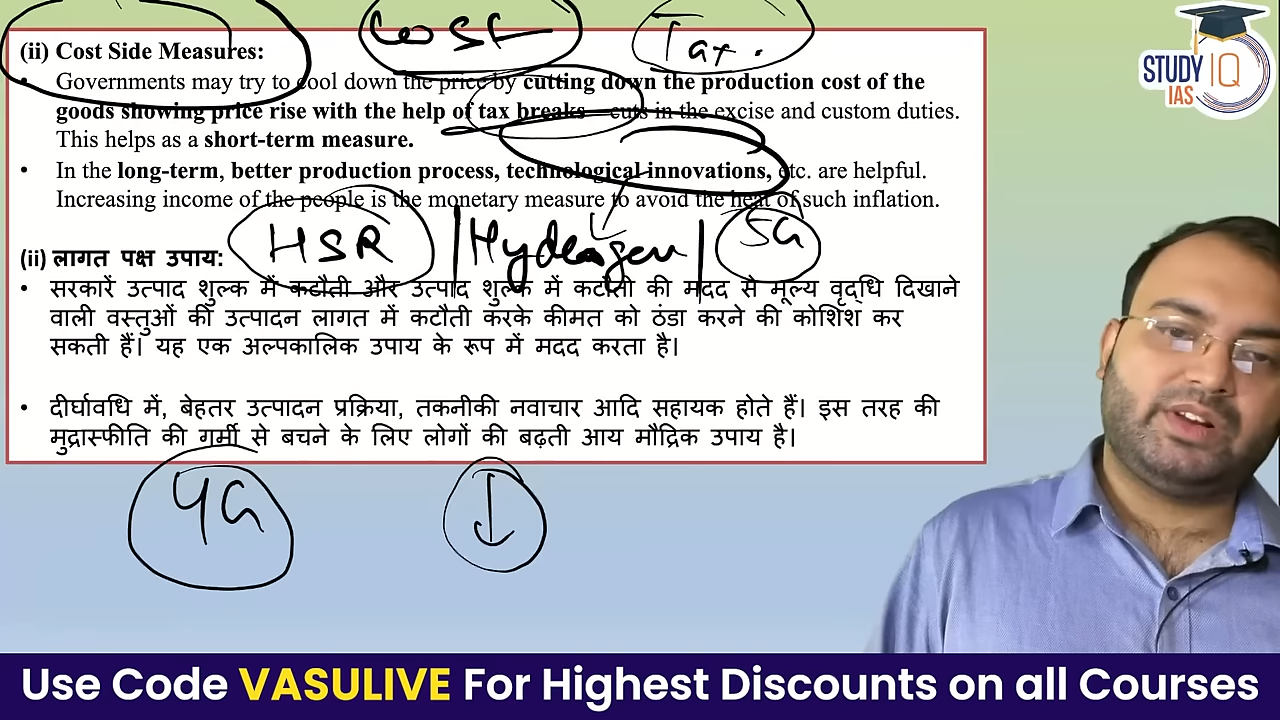 Cost
Tax.
STUDY IQ
IAS
(ii) Cost Side Measures:
• Governments may try to cool down the price by cutting down the production cost of the
goods showing price rise with the help of tax breaks – cuts in the excise and custom duties.
This helps as a short-term measure.
• In the long-term, better production process, technological innovations, etc. are helpful.
Increasing income of the people is the monetary measure to avoid the heat of such inflation.
HSR | Hydrogen | 5G
(ii) लागत पक्ष उपाय:
• सरकारें उत्पाद शुल्क में कटौती और उत्पाद शुल्क में कटौती की मदद से मूल्य वृद्धि दिखाने
वाली वस्तुओं की उत्पादन लागत में कटौती करके कीमत को ठंडा करने की कोशिश कर
सकती हैं। यह एक अल्पकालिक उपाय के रूप में मदद करता है।
• दीर्घावधि में, बेहतर उत्पादन प्रक्रिया, तकनीकी नवाचार आदि सहायक होते हैं। इस तरह की
मुद्रास्फीति की गर्मी से बचने के लिए लोगों की बढ़ती आय मौद्रिक उपाय है।
4G
Use Code VASULIVE For Highest Discounts on all Courses